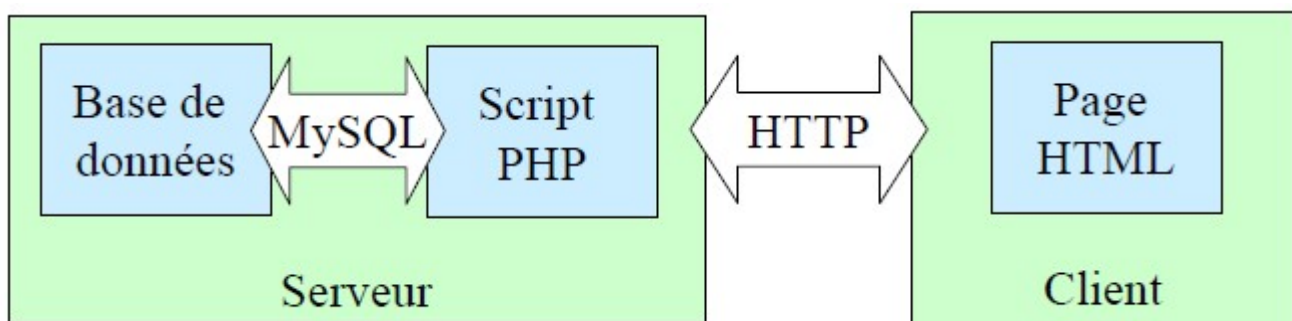 Base de
données
MySQL
Script
PHP
Serveur
HTTP
Page
HTML
Client